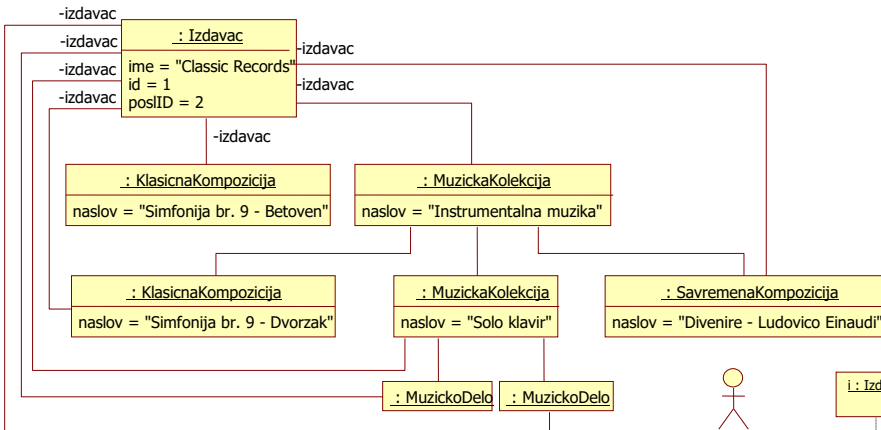 -izdavac
: Izdavac
-izdavac
-izdavac
-izdavac
ime = "Classic Records"
-izdavac
id = 1
-izdavac
-izdavac
poslID = 2
-izdavac
: KlasicnaKompozicija
naslov = "Simfonija br. 9 - Betoven"
: MuzickaKolekcija
naslov = "Instrumentalna muzika"
: KlasicnaKompozicija
naslov = "Simfonija br. 9 - Dvorzak"
: MuzickaKolekcija
naslov = "Solo klavir"
: SavremenaKompozicija
naslov = "Divenire - Ludovico Einaudi"
: MuzickoDelo
: MuzickoDelo
i : Izd